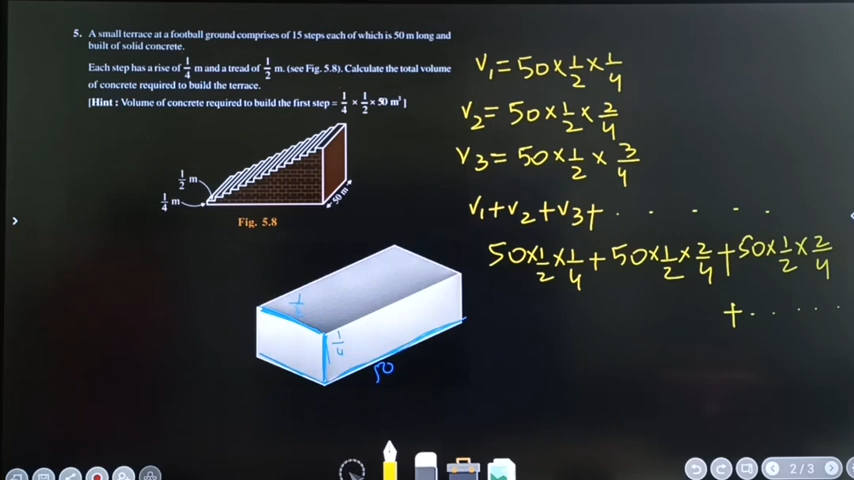 5. A small terrace at a football ground comprises of 15 steps each of which is 50 m long and
built of solid concrete.
Each step has a rise of 1/4 m and a tread of 1/2 m. (see Fig. 5.8). Calculate the total volume
of concrete required to build the terrace.
[Hint : Volume of concrete required to build the first step = 1/4 × 1/2 × 50 m³]
1/2 m
1/4 m
50 m
Fig. 5.8
V₁ = 50 × 1/2 × 1/4
V₂ = 50 × 1/2 × 2/4
V₃ = 50 × 1/2 × 3/4
V₁ + V₂ + V₃ + . . . . . .
50 × 1/2 × 1/4 + 50 × 1/2 × 2/4 + 50 × 1/2 × 2/4
+ . . . . . .
1/4
50
2/3